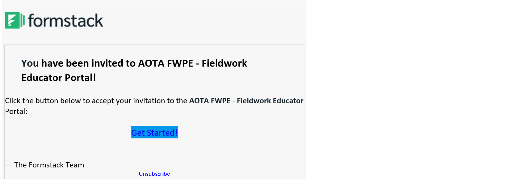 formstack
You have been invited to AOTA FWPE - Fieldwork
Educator Portal!
Click the button below to accept your invitation to the AOTA FWPE - Fieldwork Educator
Portal:
Get Started!
— The Formstack Team
Unsubscribe